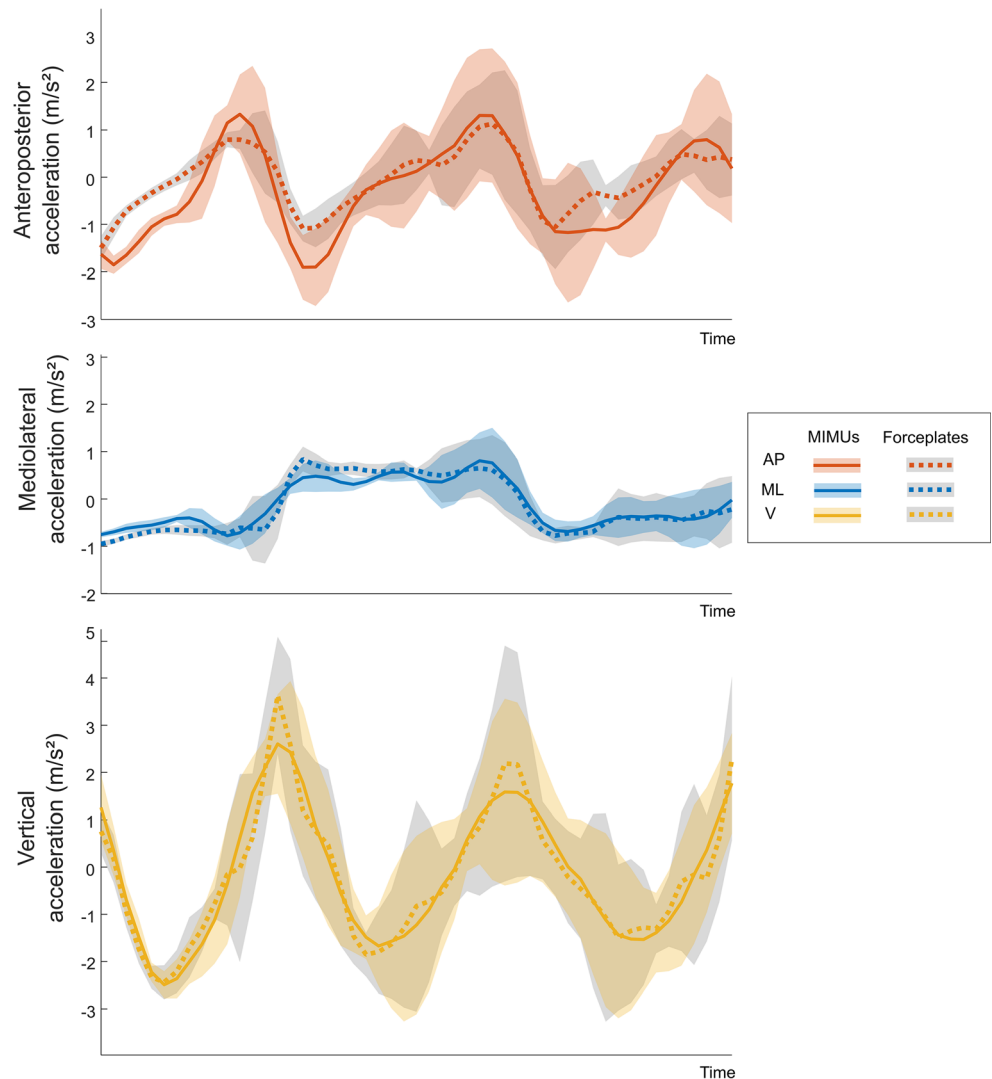 Anteroposterior
acceleration (m/s²)
3
2
1
0
-1
-2
-3
Time
Mediolateral
acceleration (m/s²)
3
2
1
0
-1
-2
Time
MIMUs Forceplates
AP
ML
V
Vertical
acceleration (m/s²)
5
4
3
2
1
0
-1
-2
-3
Time